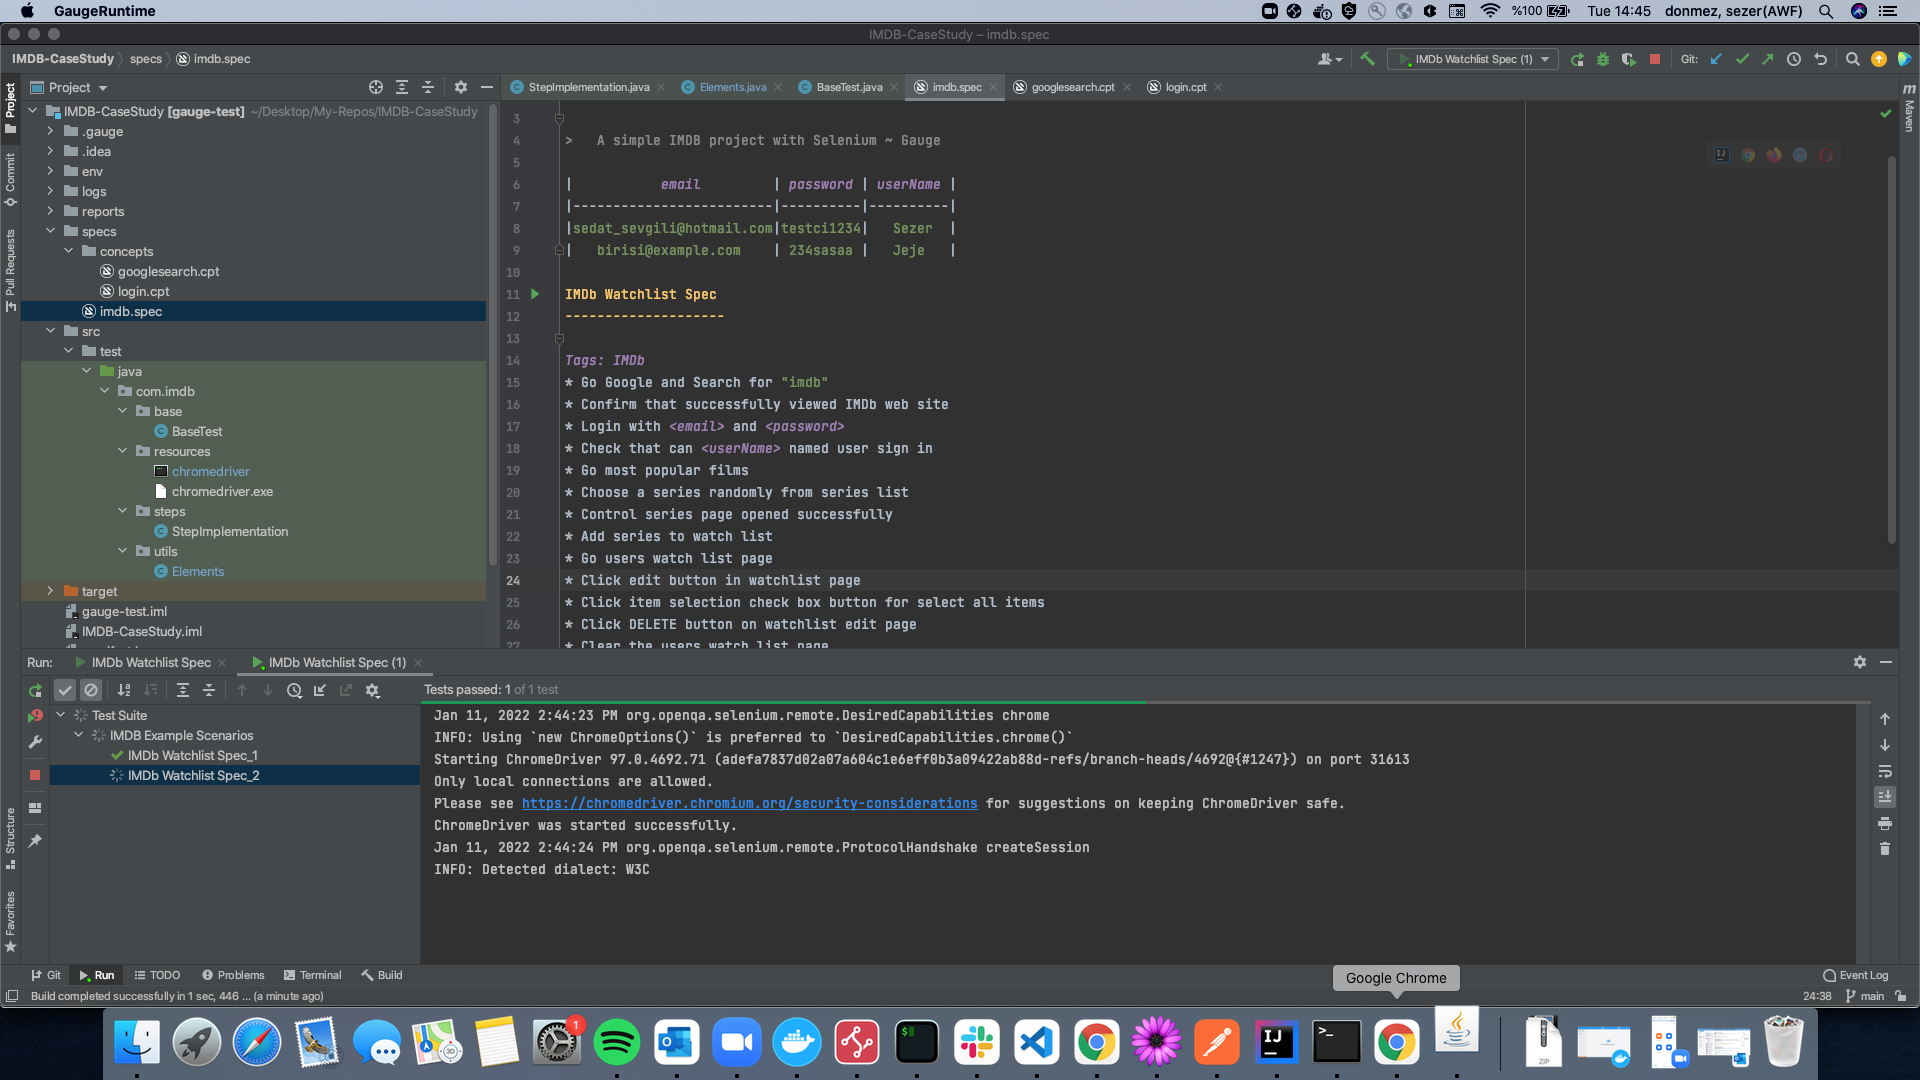 GaugeRuntime
%100
Tue 14:45
donmez, sezer(AWF)
IMDB-CaseStudy – imdb.spec
IMDB-CaseStudy
specs
imdb.spec
IMDb Watchlist Spec (1)
Git:
Project
StepImplementation.java
Elements.java
BaseTest.java
imdb.spec
googlesearch.cpt
login.cpt
Project
Commit
Pull Requests
Structure
Favorites
Maven
IMDB-CaseStudy [gauge-test] ~/Desktop/My-Repos/IMDB-CaseStudy
.gauge
.idea
env
logs
reports
specs
concepts
googlesearch.cpt
login.cpt
imdb.spec
src
test
java
com.imdb
base
BaseTest
resources
chromedriver
chromedriver.exe
steps
StepImplementation
utils
Elements
target
gauge-test.iml
IMDB-CaseStudy.iml
3
4 > A simple IMDB project with Selenium ~ Gauge
5
6 | email | password | userName |
7 |-------------------------|----------|----------|
8 |sedat_sevgili@hotmail.com|testci1234| Sezer |
9 | birisi@example.com | 234sasaa | Jeje |
10
11 IMDb Watchlist Spec
12 --------------------
13
14 Tags: IMDb
15 * Go Google and Search for "imdb"
16 * Confirm that successfully viewed IMDb web site
17 * Login with <email> and <password>
18 * Check that can <userName> named user sign in
19 * Go most popular films
20 * Choose a series randomly from series list
21 * Control series page opened successfully
22 * Add series to watch list
23 * Go users watch list page
24 * Click edit button in watchlist page
25 * Click item selection check box button for select all items
26 * Click DELETE button on watchlist edit page
27 * Clear the users watch list page
Run:
IMDb Watchlist Spec
IMDb Watchlist Spec (1)
Tests passed: 1 of 1 test
Test Suite
IMDB Example Scenarios
IMDb Watchlist Spec_1
IMDb Watchlist Spec_2
Jan 11, 2022 2:44:23 PM org.openqa.selenium.remote.DesiredCapabilities chrome
INFO: Using `new ChromeOptions()` is preferred to `DesiredCapabilities.chrome()`
Starting ChromeDriver 97.0.4692.71 (adefa7837d02a07a604c1e6eff0b3a09422ab88d-refs/branch-heads/4692@{#1247}) on port 31613
Only local connections are allowed.
Please see https://chromedriver.chromium.org/security-considerations for suggestions on keeping ChromeDriver safe.
ChromeDriver was started successfully.
Jan 11, 2022 2:44:24 PM org.openqa.selenium.remote.ProtocolHandshake createSession
INFO: Detected dialect: W3C
Git
Run
TODO
Problems
Terminal
Build
Event Log
Build completed successfully in 1 sec, 446 ... (a minute ago)
24:38
main
Google Chrome
1
3D
IJ
ZIP